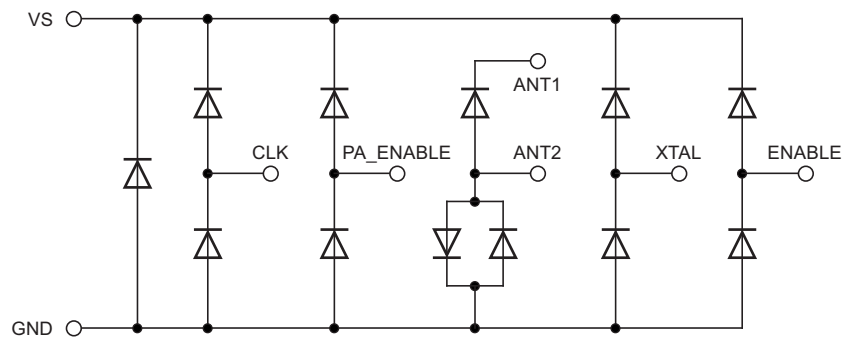 VS
ANT1
CLK
PA_ENABLE
ANT2
XTAL
ENABLE
GND